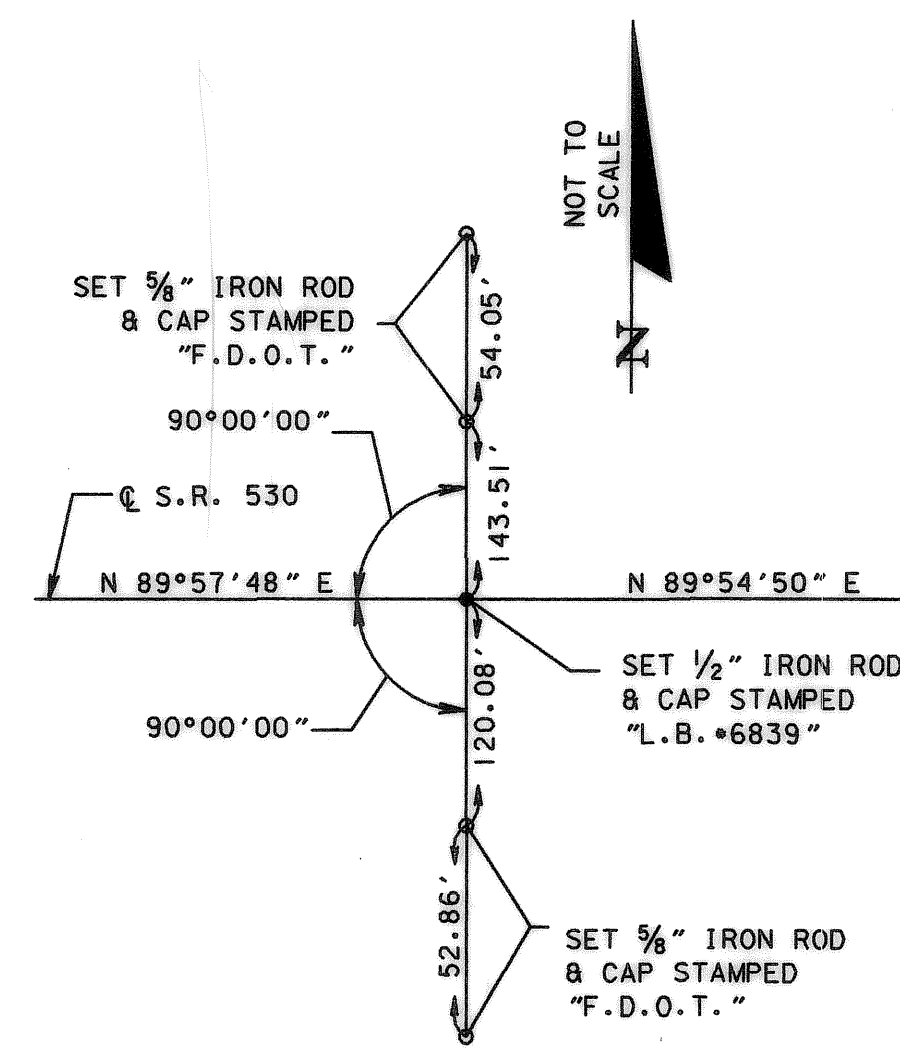 NOT TO
SCALE
N
SET 5/8" IRON ROD
& CAP STAMPED
"F.D.O.T."
54.05'
90°00'00"
143.51'
℄ S.R. 530
N 89°57'48" E
N 89°54'50" E
SET 1/2" IRON ROD
& CAP STAMPED
"L.B. #6839"
120.08'
90°00'00"
52.86'
SET 5/8" IRON ROD
& CAP STAMPED
"F.D.O.T."